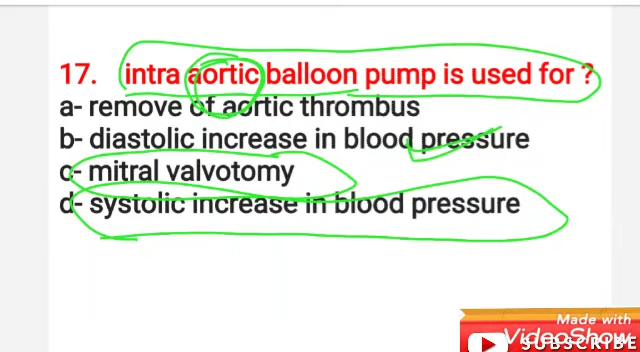 17. intra aortic balloon pump is used for ?
a- remove of aortic thrombus
b- diastolic increase in blood pressure
c- mitral valvotomy
d- systolic increase in blood pressure
Made with
VideoShow
SUBSCRIBE